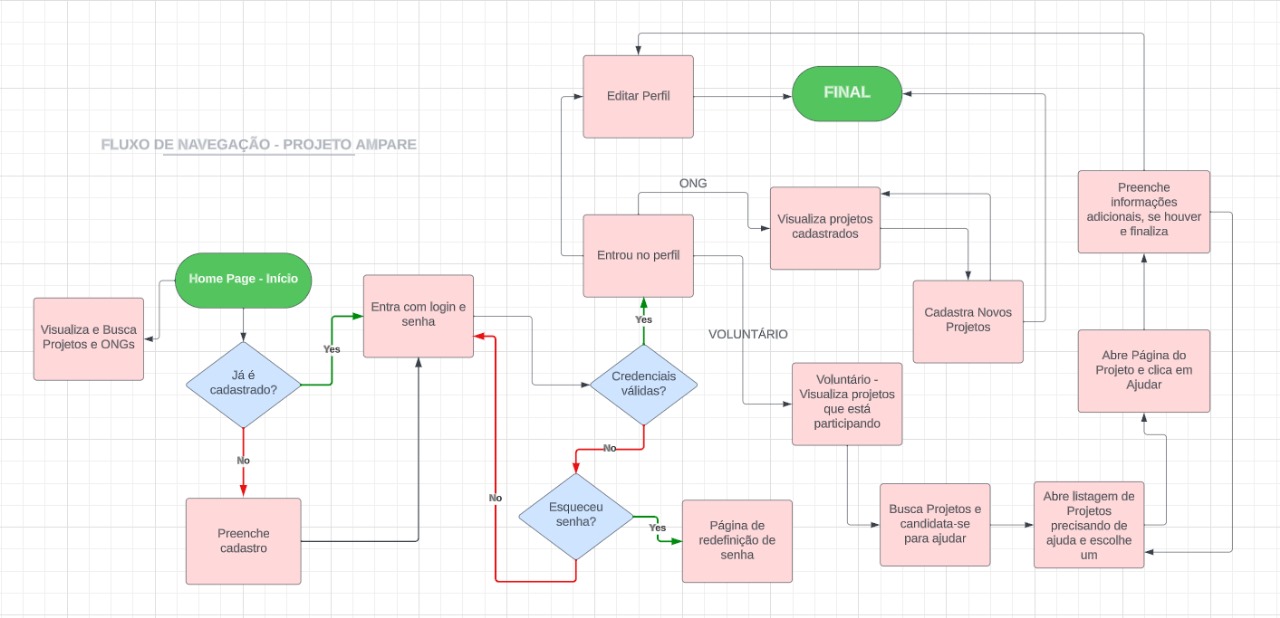 FLUXO DE NAVEGAÇÃO - PROJETO AMPARE
Editar Perfil
FINAL
ONG
Visualiza projetos
cadastrados
Preenche
informações
adicionais, se houver
e finaliza
Entrou no perfil
Home Page - Início
Visualiza e Busca
Projetos e ONGs
Entra com login e
senha
Yes
Yes
Cadastra Novos
Projetos
VOLUNTÁRIO
Já é
cadastrado?
Credenciais
válidas?
Voluntário -
Visualiza projetos
que está
participando
Abre Página do
Projeto e clica em
Ajudar
No
No
No
Preenche
cadastro
Esqueceu
senha?
Yes
Página de
redefinição de
senha
Busca Projetos e
candidata-se
para ajudar
Abre listagem de
Projetos
precisando de
ajuda e escolhe
um